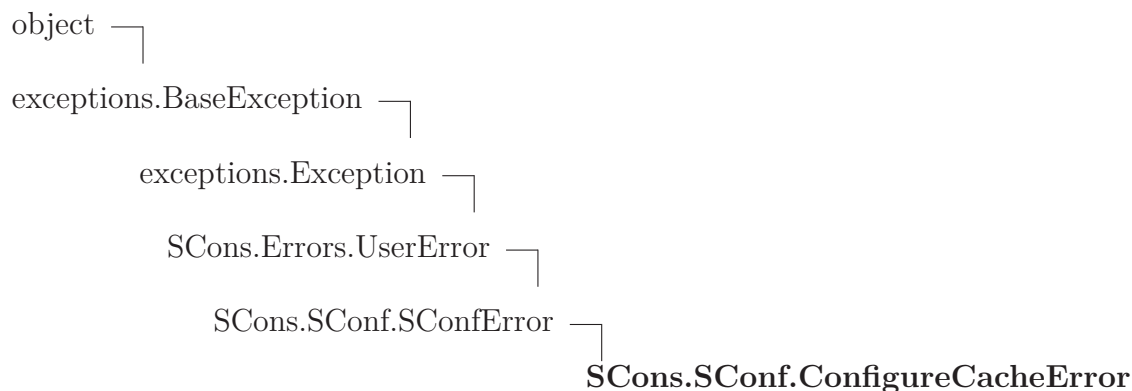 object
exceptions.BaseException
exceptions.Exception
SCons.Errors.UserError
SCons.SConf.SConfError
SCons.SConf.ConfigureCacheError